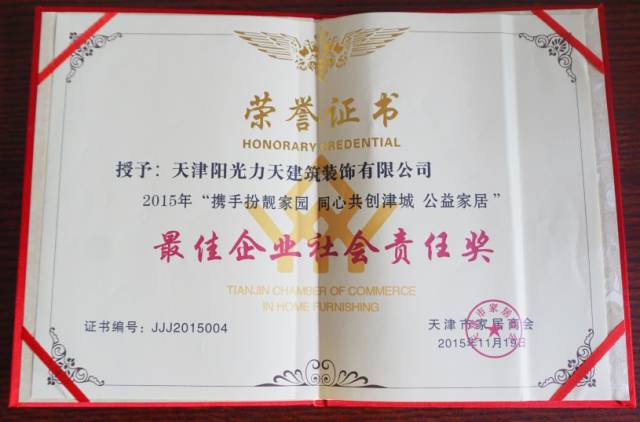 荣誉证书
HONORARY CREDENTIAL
授予：天津阳光力天建筑装饰有限公司
2015年“携手扮靓家园 同心共创津城 公益家居”
最佳企业社会责任奖
TIANJIN CHAMBER OF COMMERCE
IN HOME FURNISHING
证书编号：JJJ2015004
天津市家居商会
2015年11月19日